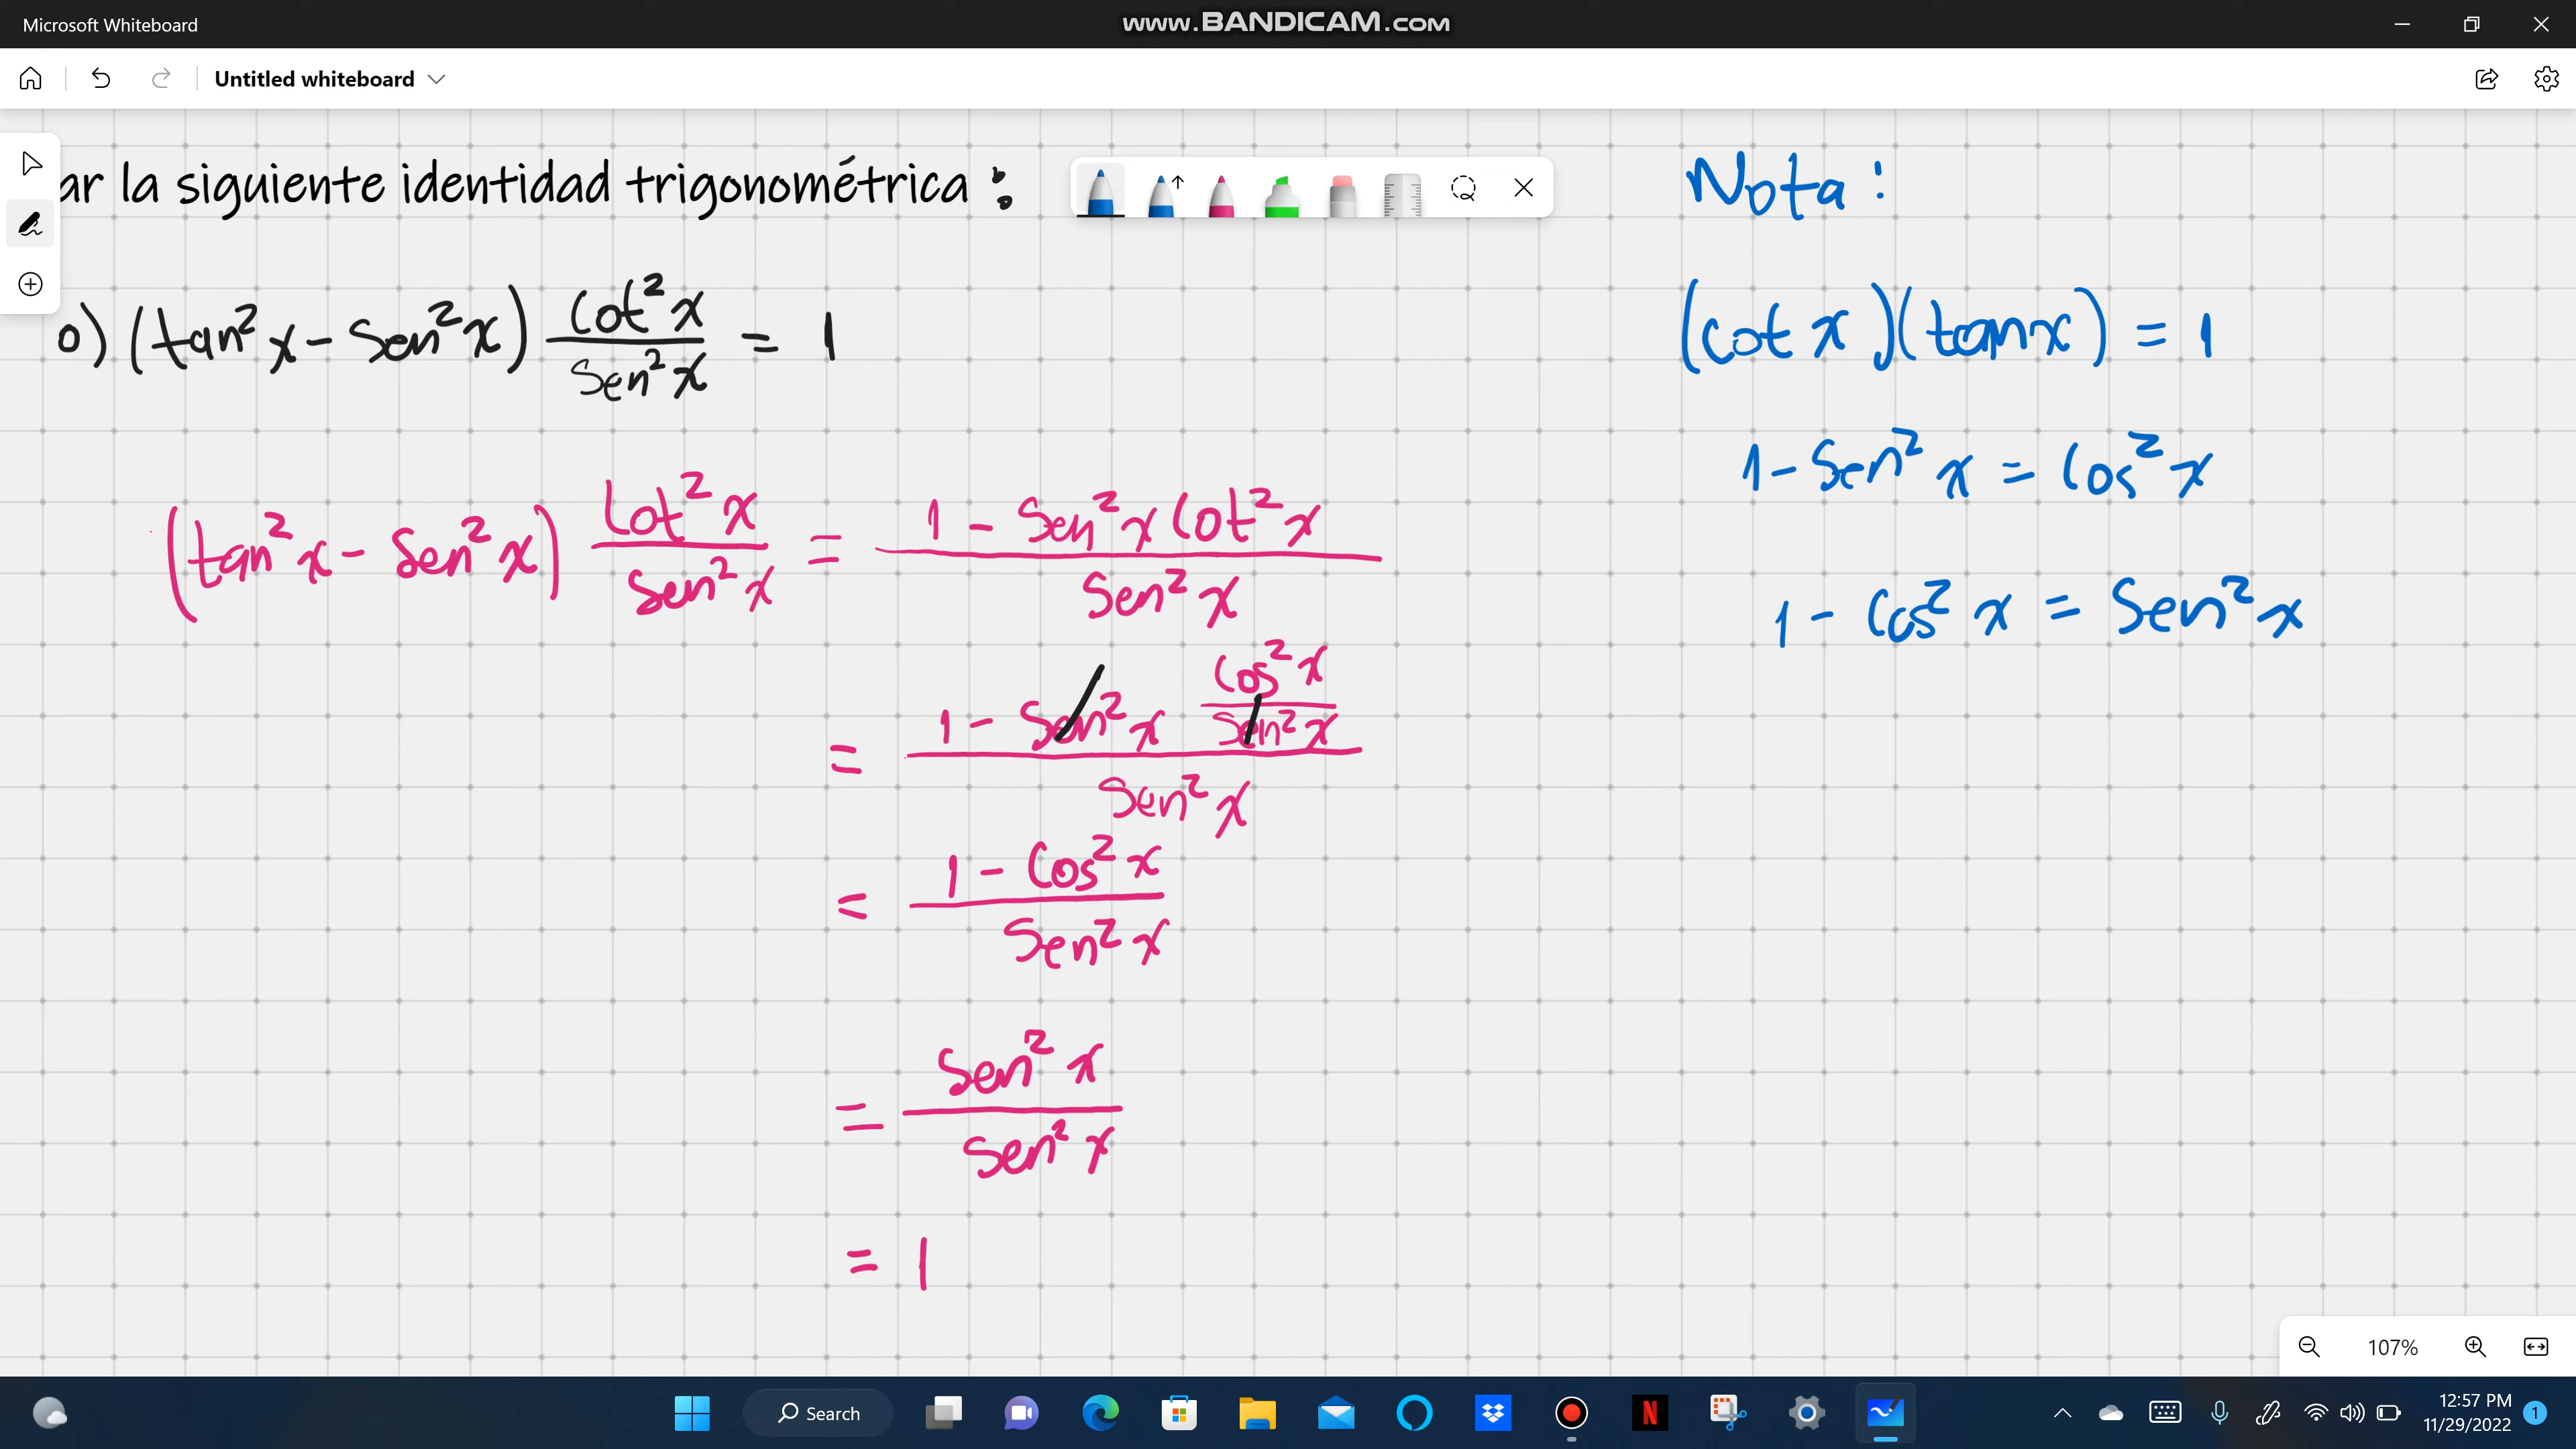 Microsoft Whiteboard
www.BANDICAM.com
Untitled whiteboard
ar la siguiente identidad trigonométrica :
o) (tan²x - Sen²x) Cot²x / Sen²x = 1
(tan²x - Sen²x) Cot²x / Sen²x = 1 - Sen²x Cot²x / Sen²x
= 1 - Sen²x Cos²x / Sen²x / Sen²x
= 1 - Cos²x / Sen²x
= Sen²x / Sen²x
= 1
Nota:
(Cot x)(tan x) = 1
1 - Sen²x = Cos²x
1 - Cos²x = Sen²x
107%
Search
12:57 PM
11/29/2022
1